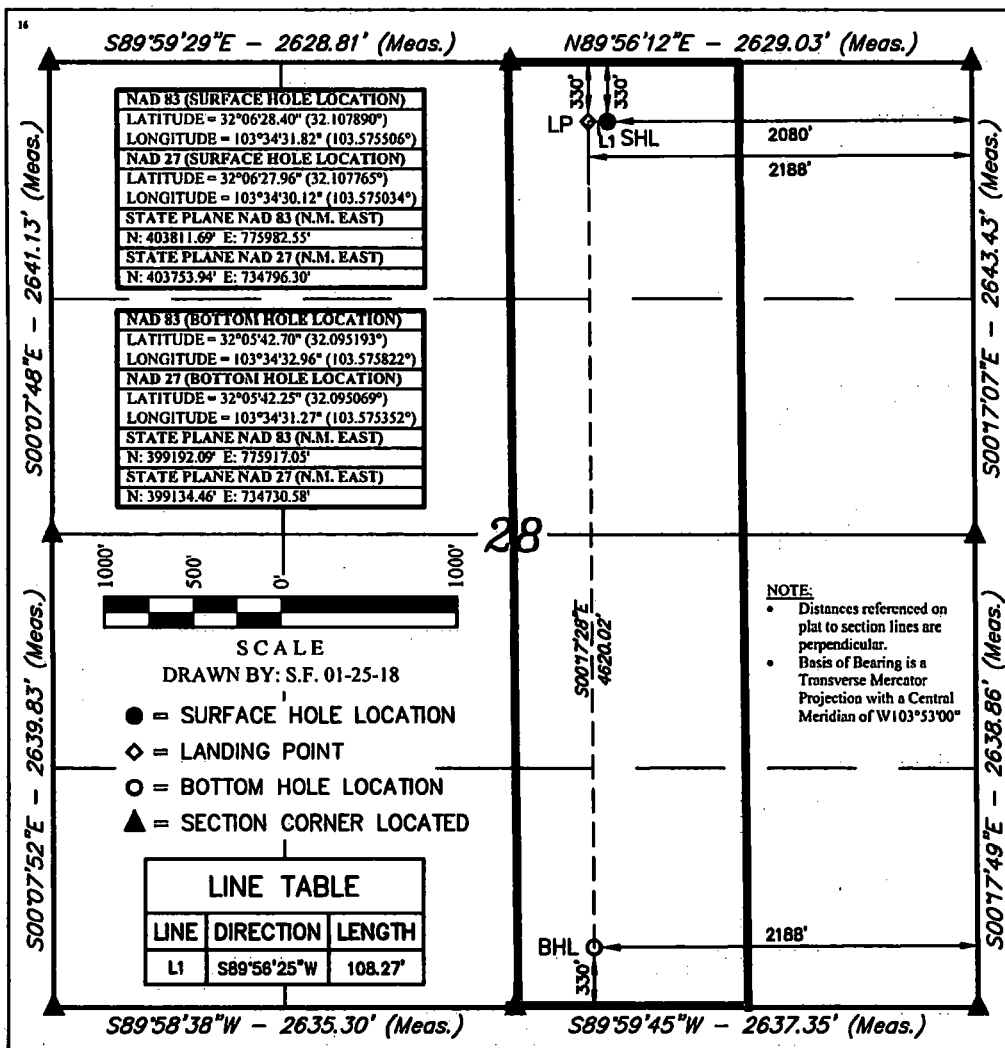 16
S89°59'29"E – 2628.81' (Meas.)
N89°56'12"E – 2629.03' (Meas.)
NAD 83 (SURFACE HOLE LOCATION)
LATITUDE = 32°06'28.40" (32.107890°)
LONGITUDE = 103°34'31.82" (103.575506°)
NAD 27 (SURFACE HOLE LOCATION)
LATITUDE = 32°06'27.96" (32.107765°)
LONGITUDE = 103°34'30.12" (103.575034°)
STATE PLANE NAD 83 (N.M. EAST)
N: 403811.69' E: 775982.55'
STATE PLANE NAD 27 (N.M. EAST)
N: 403753.94' E: 734796.30'
330'
330'
LP
L1 SHL
2080'
2188'
S00°07'48"E – 2641.13' (Meas.)
S00°17'07"E – 2643.43' (Meas.)
NAD 83 (BOTTOM HOLE LOCATION)
LATITUDE = 32°05'42.70" (32.095193°)
LONGITUDE = 103°34'32.96" (103.575822°)
NAD 27 (BOTTOM HOLE LOCATION)
LATITUDE = 32°05'42.25" (32.095069°)
LONGITUDE = 103°34'31.27" (103.575352°)
STATE PLANE NAD 83 (N.M. EAST)
N: 399192.09' E: 775917.05'
STATE PLANE NAD 27 (N.M. EAST)
N: 399134.46' E: 734730.58'
28
1000'
500'
0'
1000'
SCALE
DRAWN BY: S.F. 01-25-18
S00°17'28"E
4620.02'
NOTE:
• Distances referenced on
plat to section lines are
perpendicular.
• Basis of Bearing is a
Transverse Mercator
Projection with a Central
Meridian of W103°53'00"
● = SURFACE HOLE LOCATION
◇ = LANDING POINT
○ = BOTTOM HOLE LOCATION
▲ = SECTION CORNER LOCATED
S00°07'52"E – 2639.83' (Meas.)
S00°17'49"E – 2638.86' (Meas.)
LINE TABLE
LINE DIRECTION LENGTH
L1 S89°56'25"W 108.27'
BHL
2188'
330'
S89°58'38"W – 2635.30' (Meas.)
S89°59'45"W – 2637.35' (Meas.)